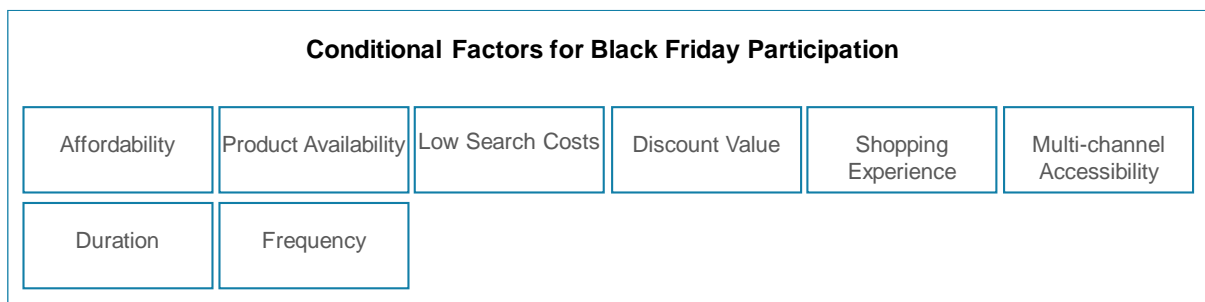 Conditional Factors for Black Friday Participation
Affordability
Product Availability
Low Search Costs
Discount Value
Shopping
Experience
Multi-channel
Accessibility
Duration
Frequency